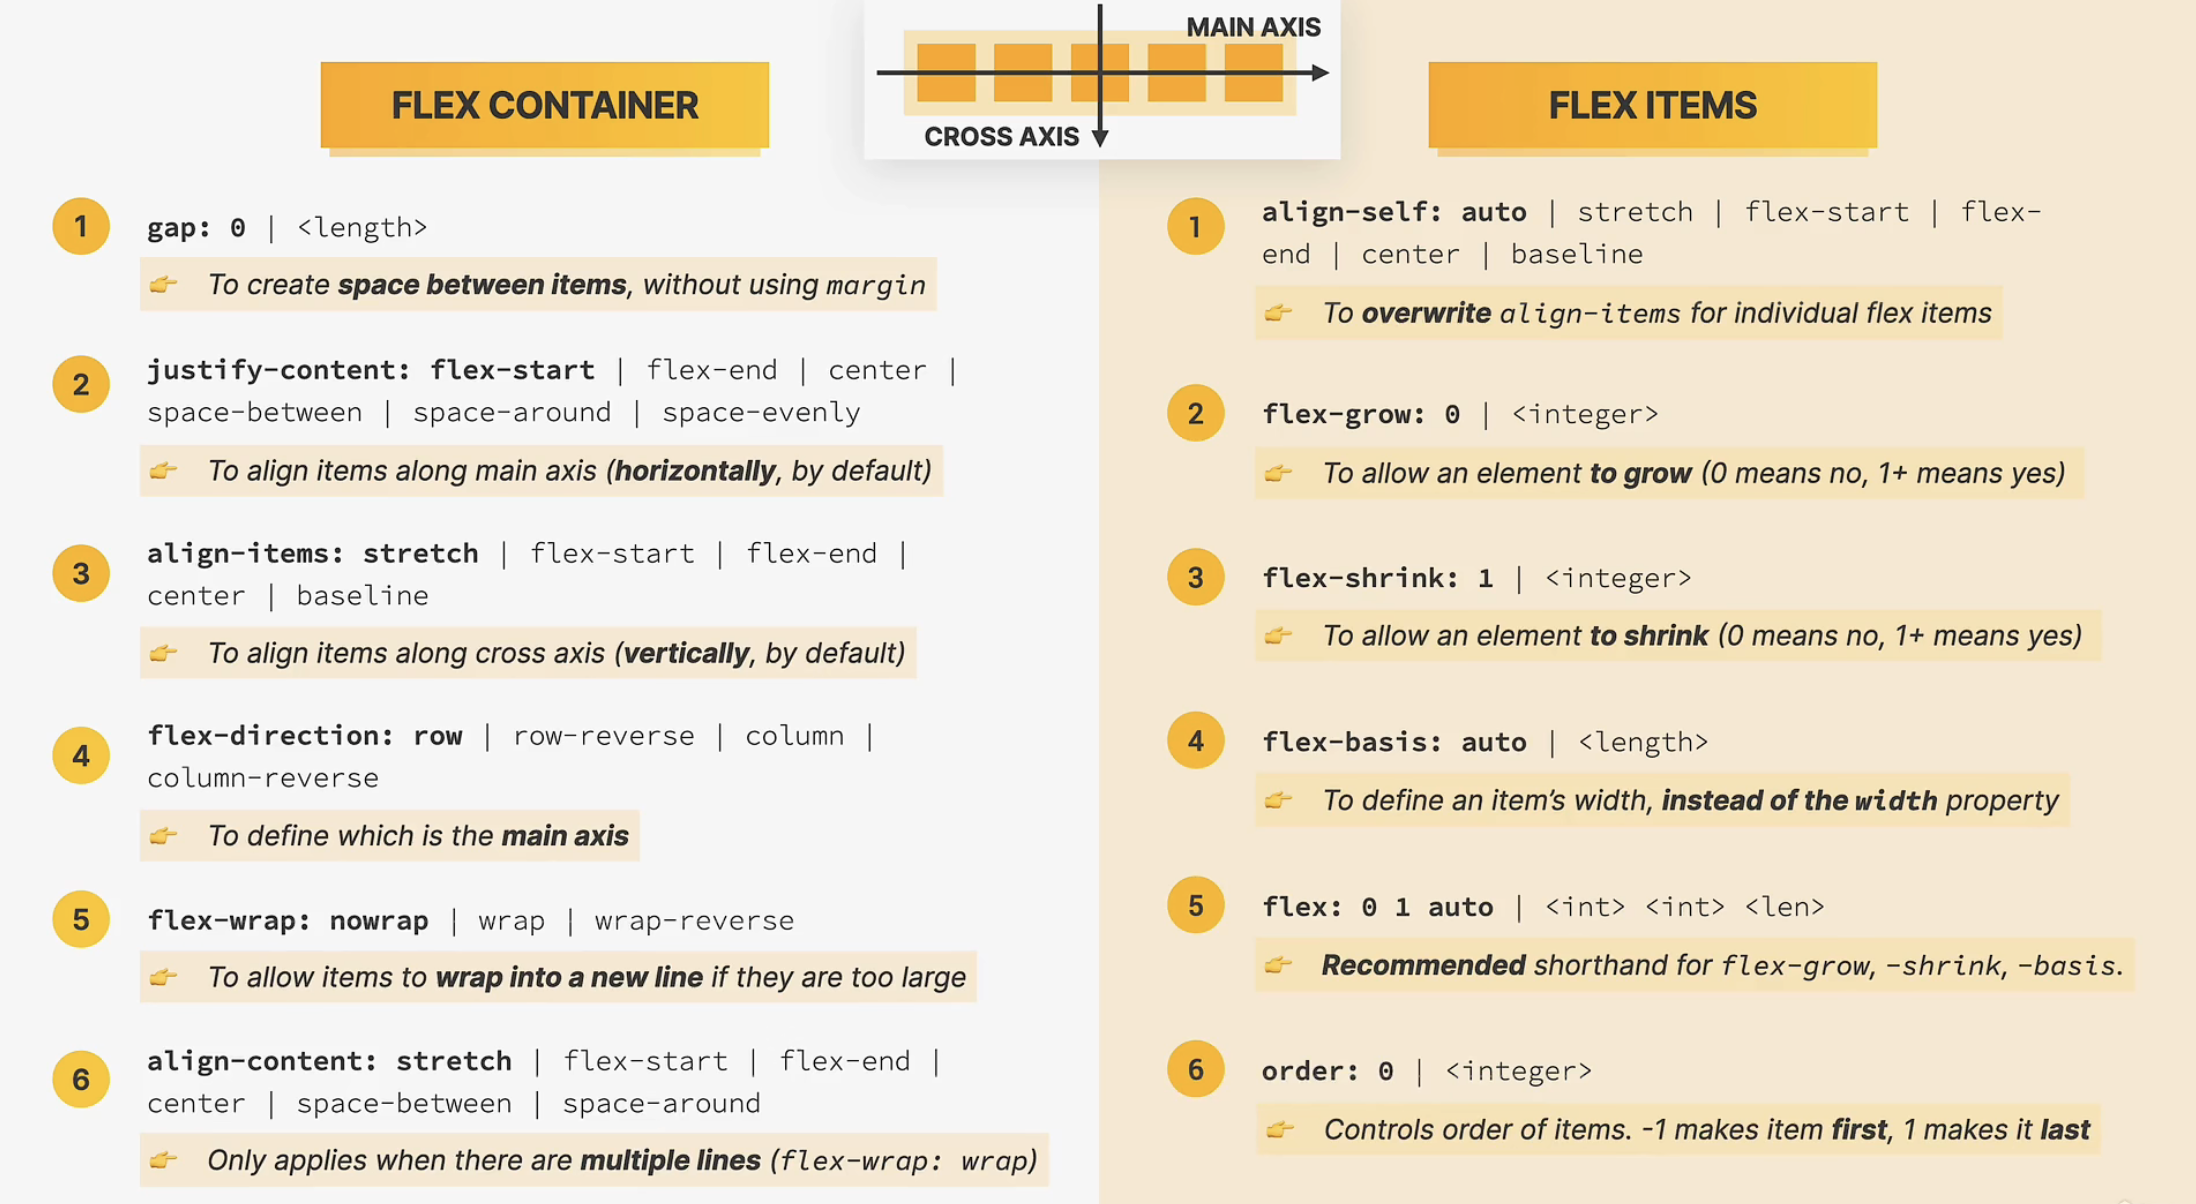 MAIN AXIS
CROSS AXIS
FLEX CONTAINER
1
gap: 0 | <length>
👉 To create space between items, without using margin
2
justify-content: flex-start | flex-end | center |
space-between | space-around | space-evenly
👉 To align items along main axis (horizontally, by default)
3
align-items: stretch | flex-start | flex-end |
center | baseline
👉 To align items along cross axis (vertically, by default)
4
flex-direction: row | row-reverse | column |
column-reverse
👉 To define which is the main axis
5
flex-wrap: nowrap | wrap | wrap-reverse
👉 To allow items to wrap into a new line if they are too large
6
align-content: stretch | flex-start | flex-end |
center | space-between | space-around
👉 Only applies when there are multiple lines (flex-wrap: wrap)
FLEX ITEMS
1
align-self: auto | stretch | flex-start | flex-
end | center | baseline
👉 To overwrite align-items for individual flex items
2
flex-grow: 0 | <integer>
👉 To allow an element to grow (0 means no, 1+ means yes)
3
flex-shrink: 1 | <integer>
👉 To allow an element to shrink (0 means no, 1+ means yes)
4
flex-basis: auto | <length>
👉 To define an item’s width, instead of the width property
5
flex: 0 1 auto | <int> <int> <len>
👉 Recommended shorthand for flex-grow, -shrink, -basis.
6
order: 0 | <integer>
👉 Controls order of items. -1 makes item first, 1 makes it last